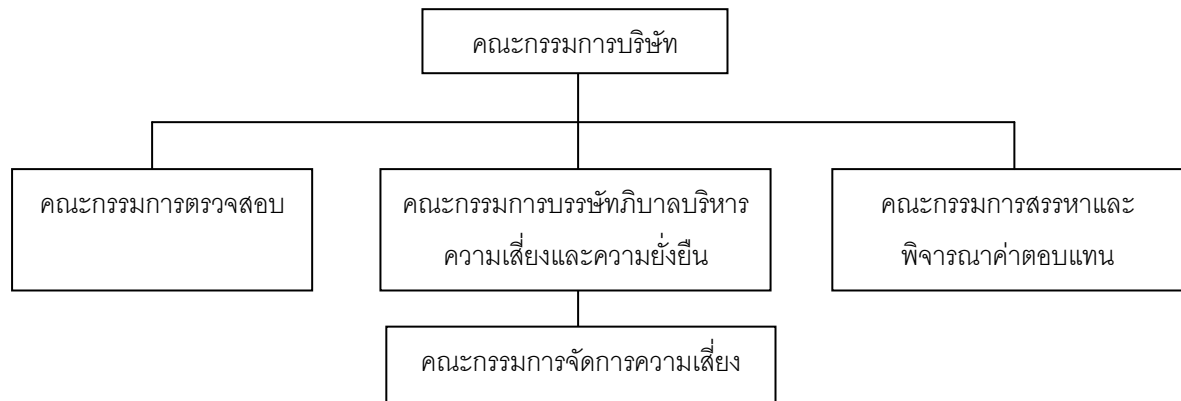 คณะกรรมการบริษัท
คณะกรรมการตรวจสอบ
คณะกรรมการบรรษัทภิบาลบริหาร
ความเสี่ยงและความยั่งยืน
คณะกรรมการสรรหาและ
พิจารณาค่าตอบแทน
คณะกรรมการจัดการความเสี่ยง